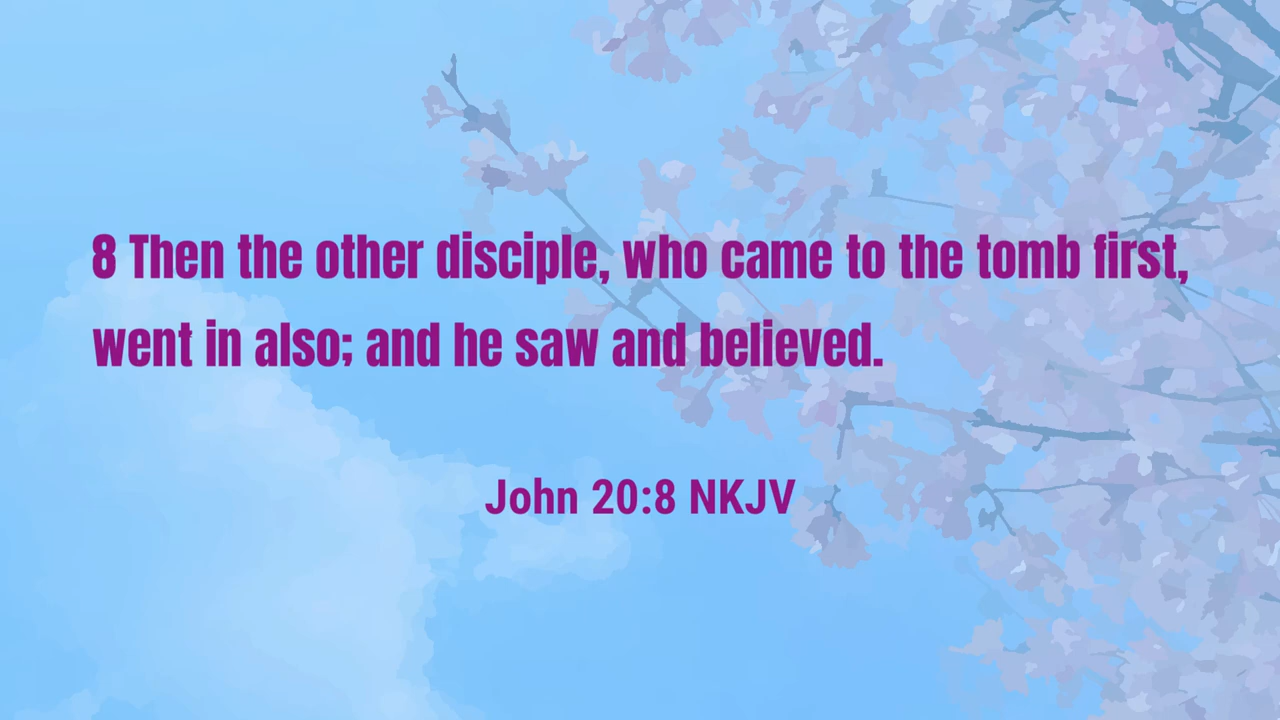 8 Then the other disciple, who came to the tomb first,
went in also; and he saw and believed.
John 20:8 NKJV